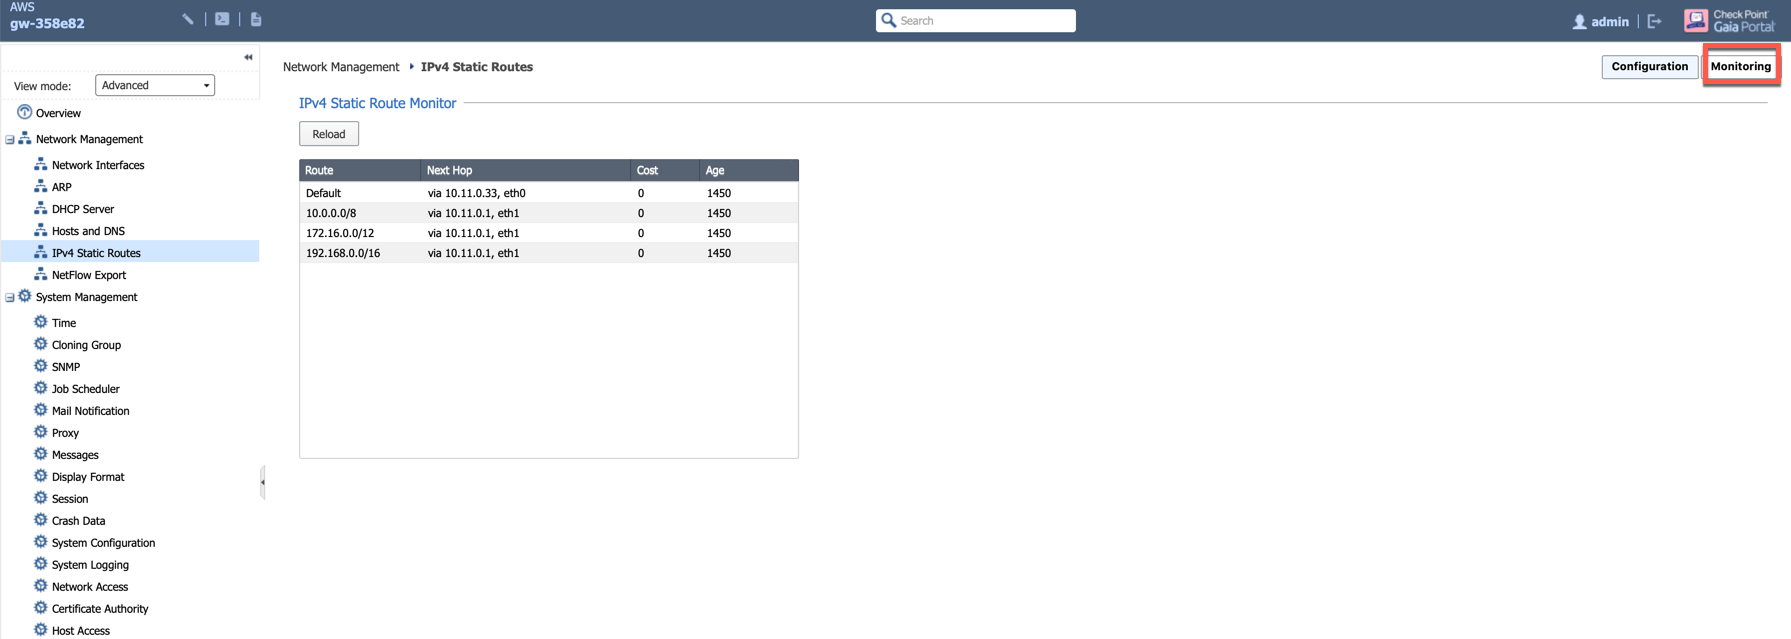 AWS
gw-358e82
Search
admin
Check Point
Gaia Portal
View mode: Advanced
Overview
Network Management
Network Interfaces
ARP
DHCP Server
Hosts and DNS
IPv4 Static Routes
NetFlow Export
System Management
Time
Cloning Group
SNMP
Job Scheduler
Mail Notification
Proxy
Messages
Display Format
Session
Crash Data
System Configuration
System Logging
Network Access
Certificate Authority
Host Access
Network Management IPv4 Static Routes
Configuration Monitoring
IPv4 Static Route Monitor
Reload
Route Next Hop Cost Age
Default via 10.11.0.33, eth0 0 1450
10.0.0.0/8 via 10.11.0.1, eth1 0 1450
172.16.0.0/12 via 10.11.0.1, eth1 0 1450
192.168.0.0/16 via 10.11.0.1, eth1 0 1450